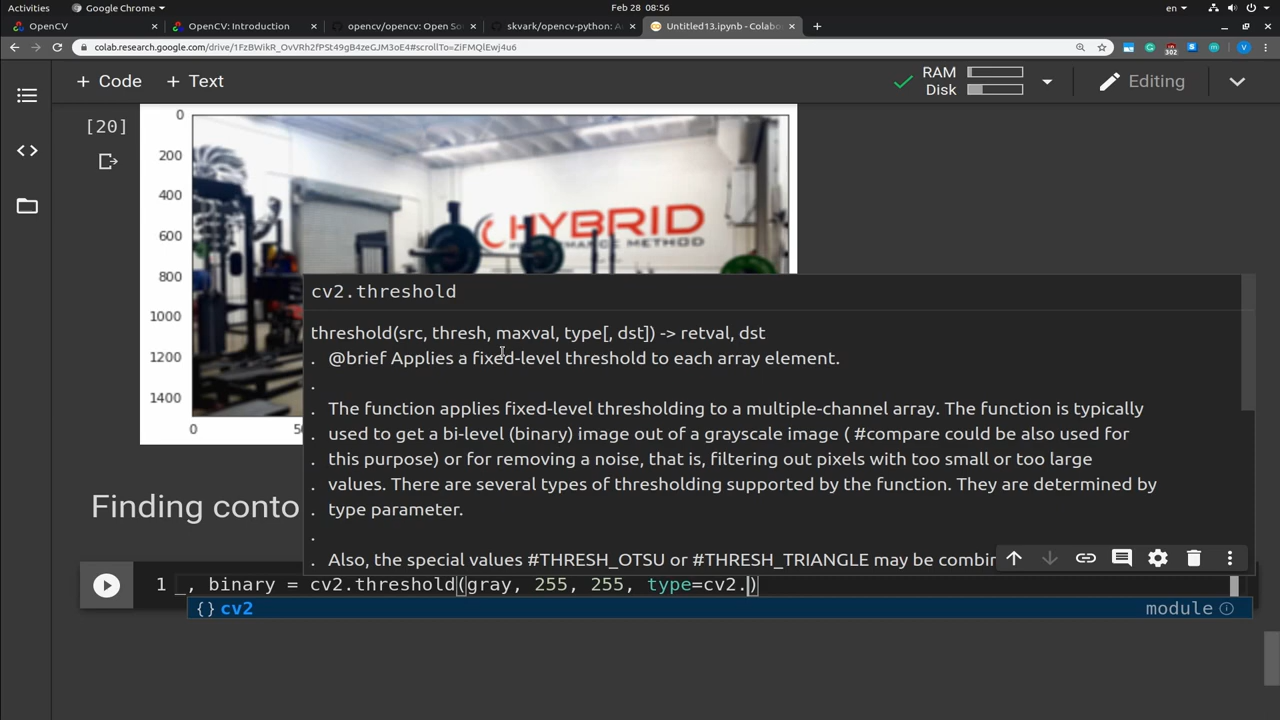 Activities
Google Chrome
Feb 28 08:56
en
OpenCV
OpenCV: Introduction
opencv/opencv: Open So
skvark/opencv-python: A
Untitled13.ipynb - Colabo
colab.research.google.com/drive/1FzBWikR_OvVRh2fPSt49gB4zeGJM3oE4#scrollTo=ZiFMQlEwj4u6
302
V
+ Code
+ Text
RAM
Disk
Editing
[20]
0
200
400
600
800
1000
1200
1400
0
HYBRID
PERFORMANCE METHOD
cv2.threshold
threshold(src, thresh, maxval, type[, dst]) -> retval, dst
. @brief Applies a fixed-level threshold to each array element.
.
. The function applies fixed-level thresholding to a multiple-channel array. The function is typically
. used to get a bi-level (binary) image out of a grayscale image ( #compare could be also used for
. this purpose) or for removing a noise, that is, filtering out pixels with too small or too large
. values. There are several types of thresholding supported by the function. They are determined by
. type parameter.
.
. Also, the special values #THRESH_OTSU or #THRESH_TRIANGLE may be combin
Finding conto
1 _, binary = cv2.threshold(gray, 255, 255, type=cv2.)
{} cv2
module